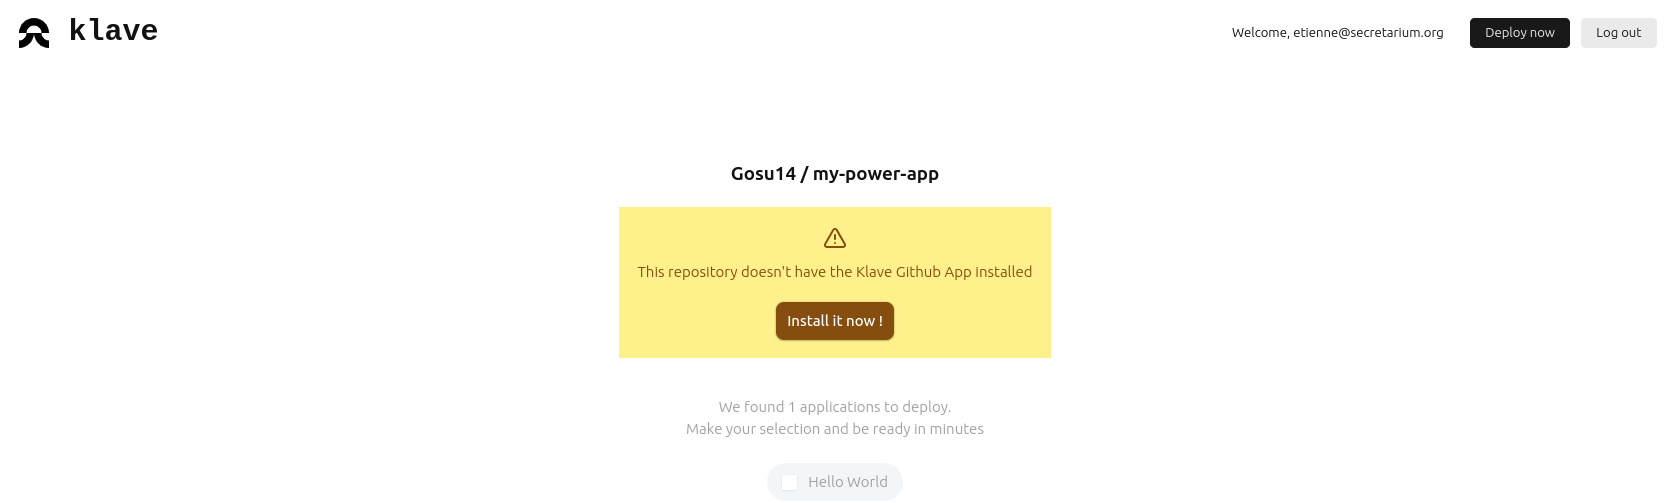 klave
Welcome, etienne@secretarium.org
Deploy now
Log out
Gosu14 / my-power-app
This repository doesn't have the Klave Github App installed
Install it now !
We found 1 applications to deploy.
Make your selection and be ready in minutes
Hello World